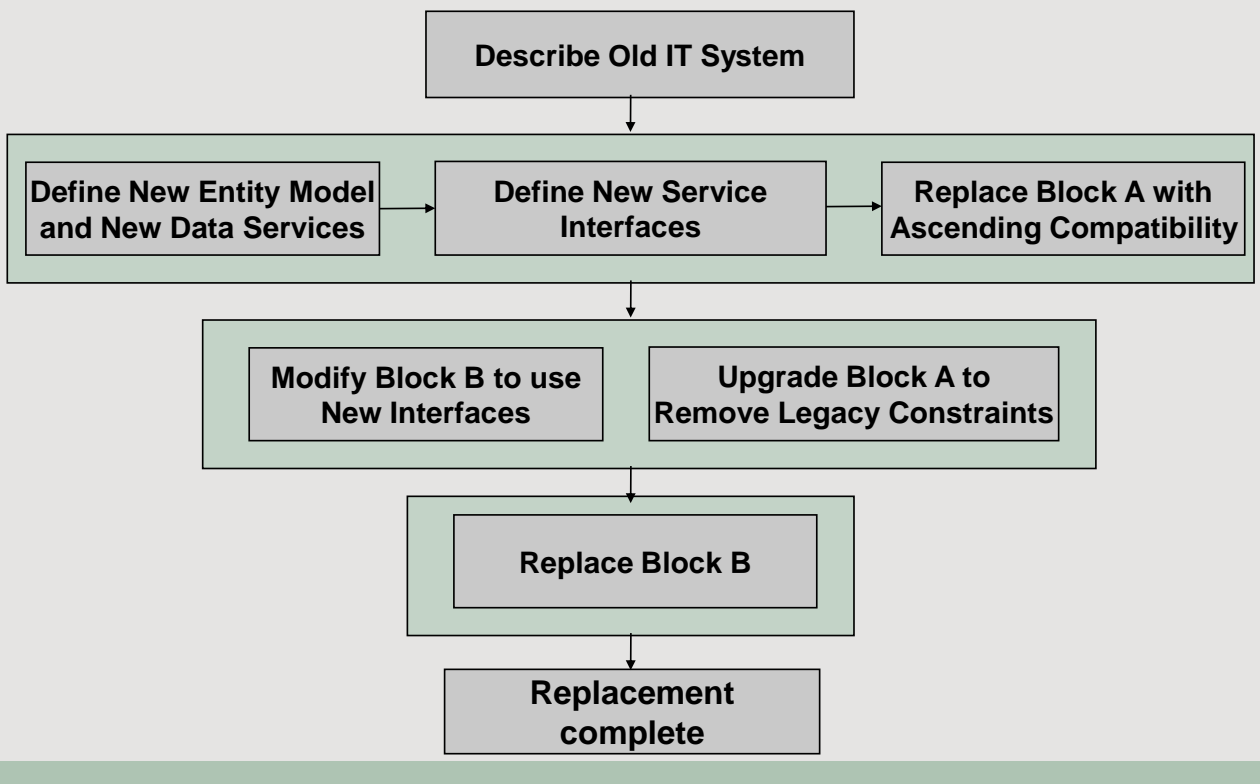 Describe Old IT System
Define New Entity Model
and New Data Services
Define New Service
Interfaces
Replace Block A with
Ascending Compatibility
Modify Block B to use
New Interfaces
Upgrade Block A to
Remove Legacy Constraints
Replace Block B
Replacement
complete